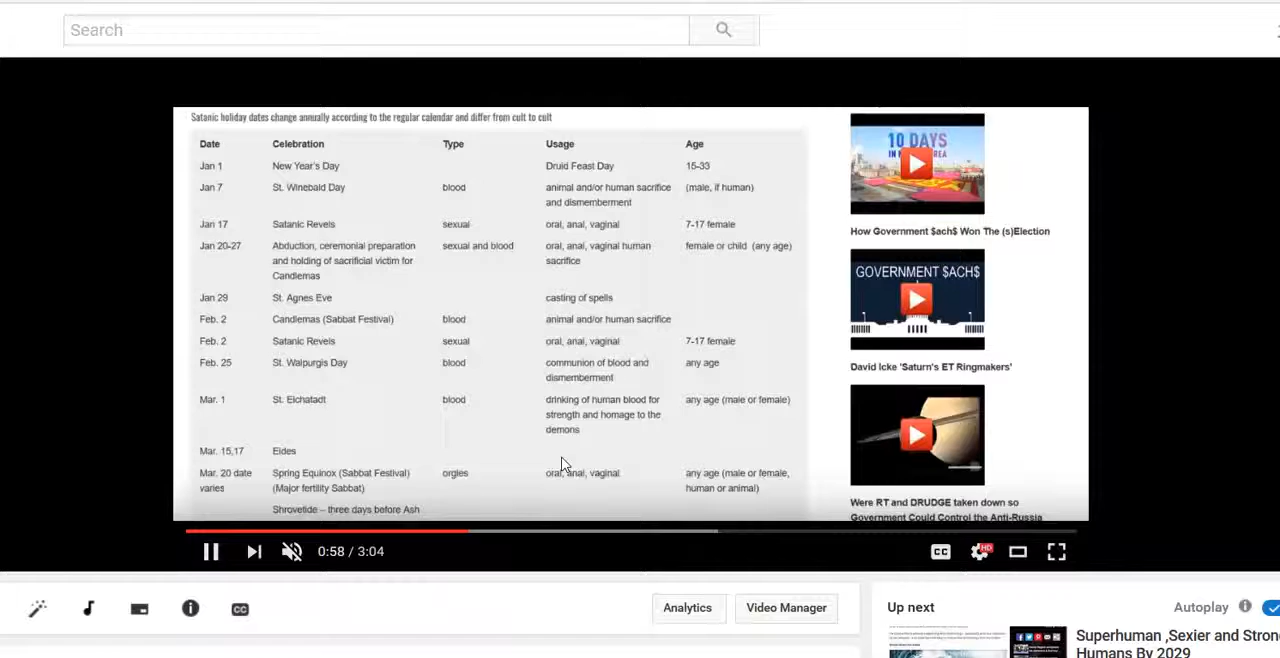 Search
Satanic holiday dates change annually according to the regular calendar and differ from cult to cult
Date Celebration Type Usage Age
Jan 1 New Year's Day Druid Feast Day 15-33
Jan 7 St. Winebald Day blood animal and/or human sacrifice (male, if human)
and dismemberment
Jan 17 Satanic Revels sexual oral, anal, vaginal 7-17 female
Jan 20-27 Abduction, ceremonial preparation sexual and blood oral, anal, vaginal human female or child (any age)
and holding of sacrificial victim for sacrifice
Candlemas
Jan 29 St. Agnes Eve casting of spells
Feb. 2 Candlemas (Sabbat Festival) blood animal and/or human sacrifice
Feb. 2 Satanic Revels sexual oral, anal, vaginal 7-17 female
Feb. 25 St. Walpurgis Day blood communion of blood and any age
dismemberment
Mar. 1 St. Eichatadt blood drinking of human blood for any age (male or female)
strength and homage to the
demons
Mar. 15,17 Eides
Mar. 20 date Spring Equinox (Sabbat Festival) orgies oral, anal, vaginal any age (male or female,
varies (Major fertility Sabbat) human or animal)
Shrovetide – three days before Ash
10 DAYS
How Government $ach$ Won The (s)Election
GOVERNMENT $ACH$
David Icke 'Saturn's ET Ringmakers'
Were RT and DRUDGE taken down so
Government Could Control the Anti-Russia
0:58 / 3:04
CC
HD
CC
Analytics
Video Manager
Up next
Autoplay
Superhuman ,Sexier and Stron
Humans By 2029